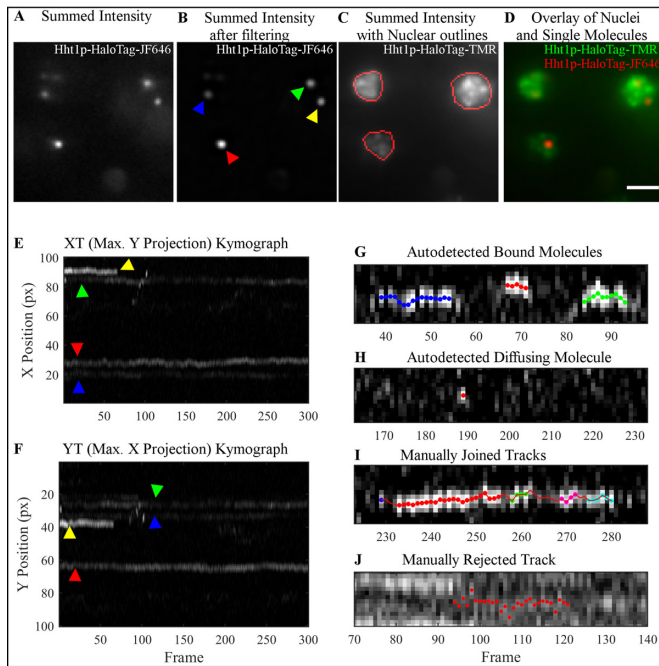 A Summed Intensity
Hht1p-HaloTag-JF646
B Summed Intensity
after filtering
Hht1p-HaloTag-JF646
C Summed Intensity
with Nuclear outlines
Hht1p-HaloTag-TMR
D Overlay of Nuclei
and Single Molecules
Hht1p-HaloTag-TMR
Hht1p-HaloTag-JF646
E XT (Max. Y Projection) Kymograph
100
80
60
40
20
X Position (px)
50 100 150 200 250 300
F YT (Max. X Projection) Kymograph
20
40
60
80
100
Y Position (px)
50 100 150 200 250 300
Frame
G Autodetected Bound Molecules
40 50 60 70 80 90
H Autodetected Diffusing Molecule
170 180 190 200 210 220 230
I Manually Joined Tracks
230 240 250 260 270 280
J Manually Rejected Track
70 80 90 100 110 120 130 140
Frame